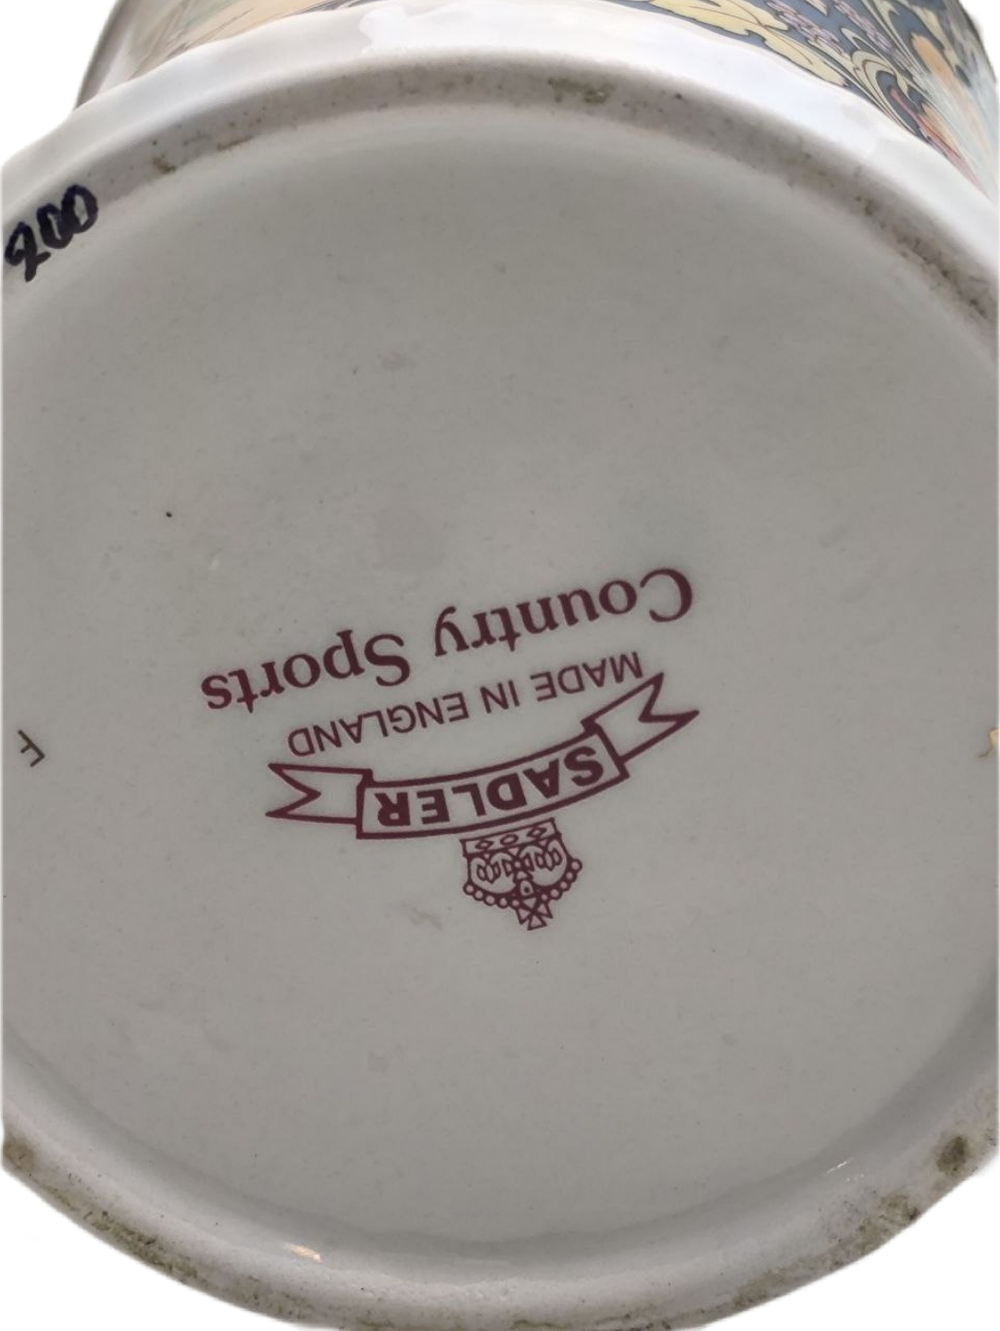 SADLER
MADE IN ENGLAND
Country Sports
200
F